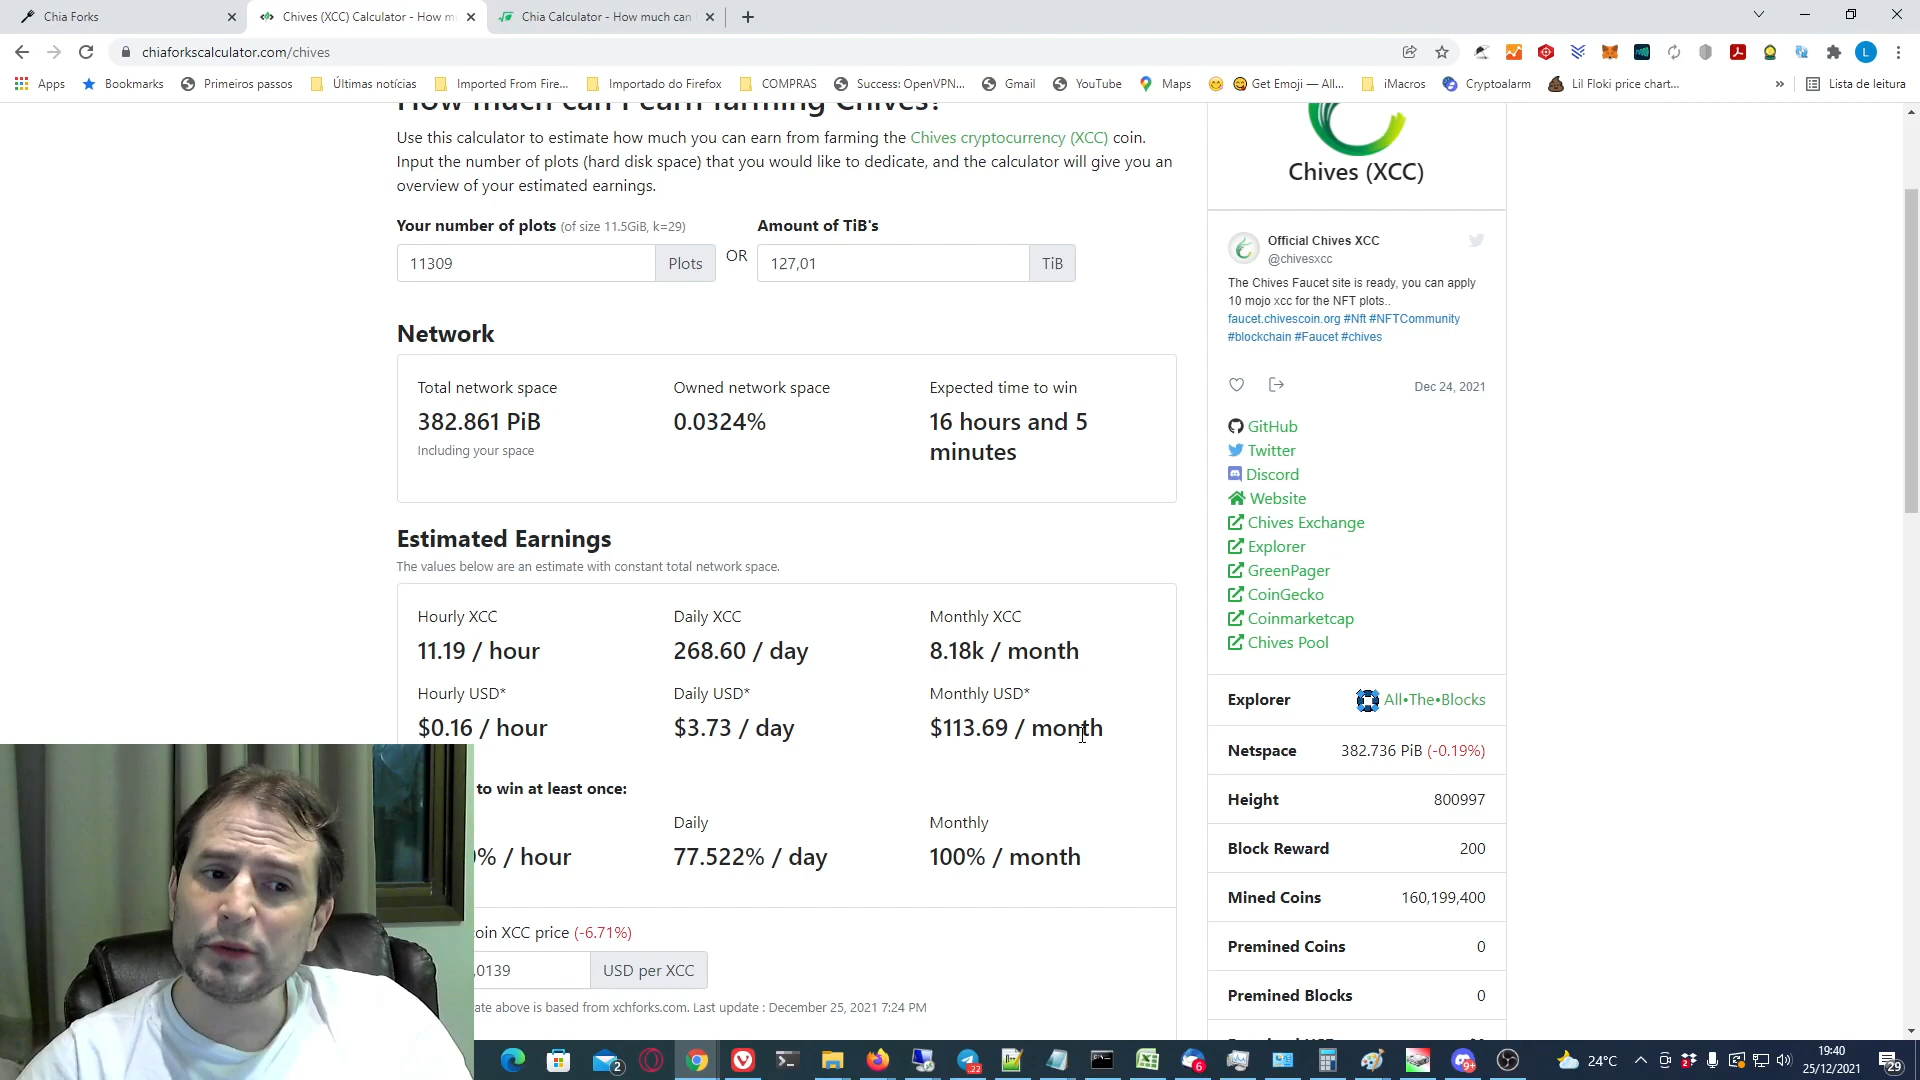 Chia Forks
Chives (XCC) Calculator - How m
Chia Calculator - How much can
chiaforkscalculator.com/chives
Apps
Bookmarks
Primeiros passos
Últimas notícias
Imported From Fire...
Importado do Firefox
COMPRAS
Success: OpenVPN...
Gmail
YouTube
Maps
Get Emoji — All...
iMacros
Cryptoalarm
Lil Floki price chart...
»
Lista de leitura
How much can I earn farming Chives?
Use this calculator to estimate how much you can earn from farming the Chives cryptocurrency (XCC) coin.
Input the number of plots (hard disk space) that you would like to dedicate, and the calculator will give you an
overview of your estimated earnings.
Your number of plots (of size 11.5GiB, k=29)
Amount of TiB's
11309 Plots OR 127,01 TiB
Network
Total network space
Owned network space
Expected time to win
382.861 PiB
0.0324%
16 hours and 5
minutes
Including your space
Estimated Earnings
The values below are an estimate with constant total network space.
Hourly XCC
Daily XCC
Monthly XCC
11.19 / hour
268.60 / day
8.18k / month
Hourly USD*
Daily USD*
Monthly USD*
$0.16 / hour
$3.73 / day
$113.69 / month
to win at least once:
Daily
Monthly
% / hour
77.522% / day
100% / month
oin XCC price (-6.71%)
0139 USD per XCC
ate above is based from xchforks.com. Last update : December 25, 2021 7:24 PM
Chives (XCC)
Official Chives XCC
@chivesxcc
The Chives Faucet site is ready, you can apply
10 mojo xcc for the NFT plots..
faucet.chivescoin.org #Nft #NFTCommunity
#blockchain #Faucet #chives
Dec 24, 2021
GitHub
Twitter
Discord
Website
Chives Exchange
Explorer
GreenPager
CoinGecko
Coinmarketcap
Chives Pool
Explorer All•The•Blocks
Netspace 382.736 PiB (-0.19%)
Height 800997
Block Reward 200
Mined Coins 160,199,400
Premined Coins 0
Premined Blocks 0
24°C
19:40
25/12/2021
29